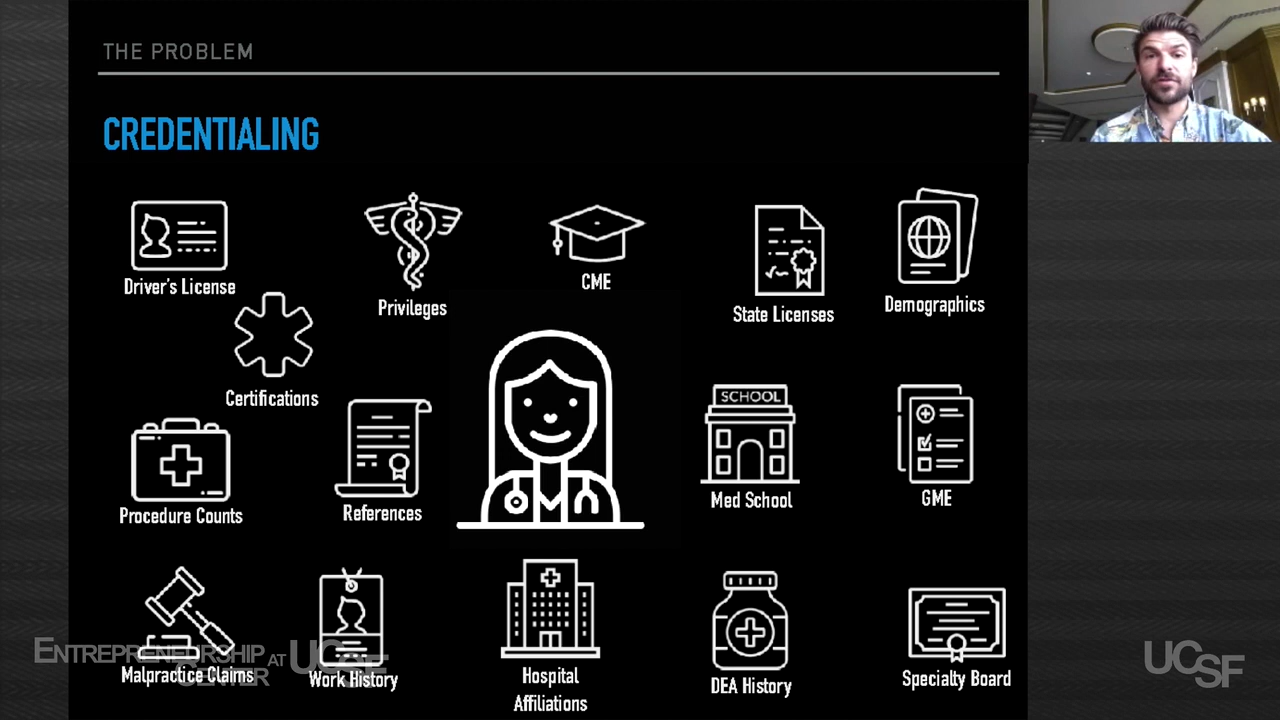 THE PROBLEM
CREDENTIALING
Driver's License
Privileges
CME
State Licenses
Demographics
Certifications
SCHOOL
Procedure Counts
References
Med School
GME
Malpractice Claims
Work History
Hospital
Affiliations
DEA History
Specialty Board
ENTREPRENEURSHIP AT UCSF
CENTER
UCSF